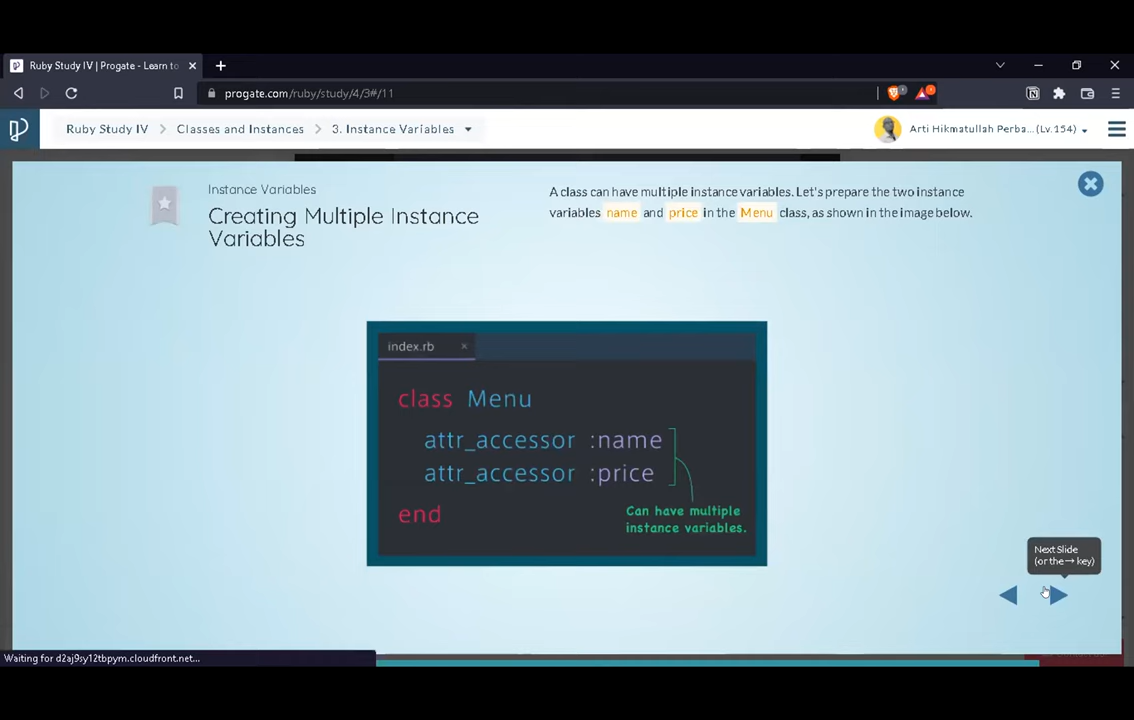 Ruby Study IV | Progate - Learn to
progate.com/ruby/study/4/3#/11
Ruby Study IV
Classes and Instances
3. Instance Variables
Arti Hikmatullah Perba...(Lv.154)
Instance Variables
Creating Multiple Instance
Variables
A class can have multiple instance variables. Let's prepare the two instance
variables name and price in the Menu class, as shown in the image below.
index.rb
class Menu
attr_accessor :name
attr_accessor :price
end
Can have multiple
instance variables.
Next Slide
(or the → key)
Waiting for d2aj9sy12tbpym.cloudfront.net...